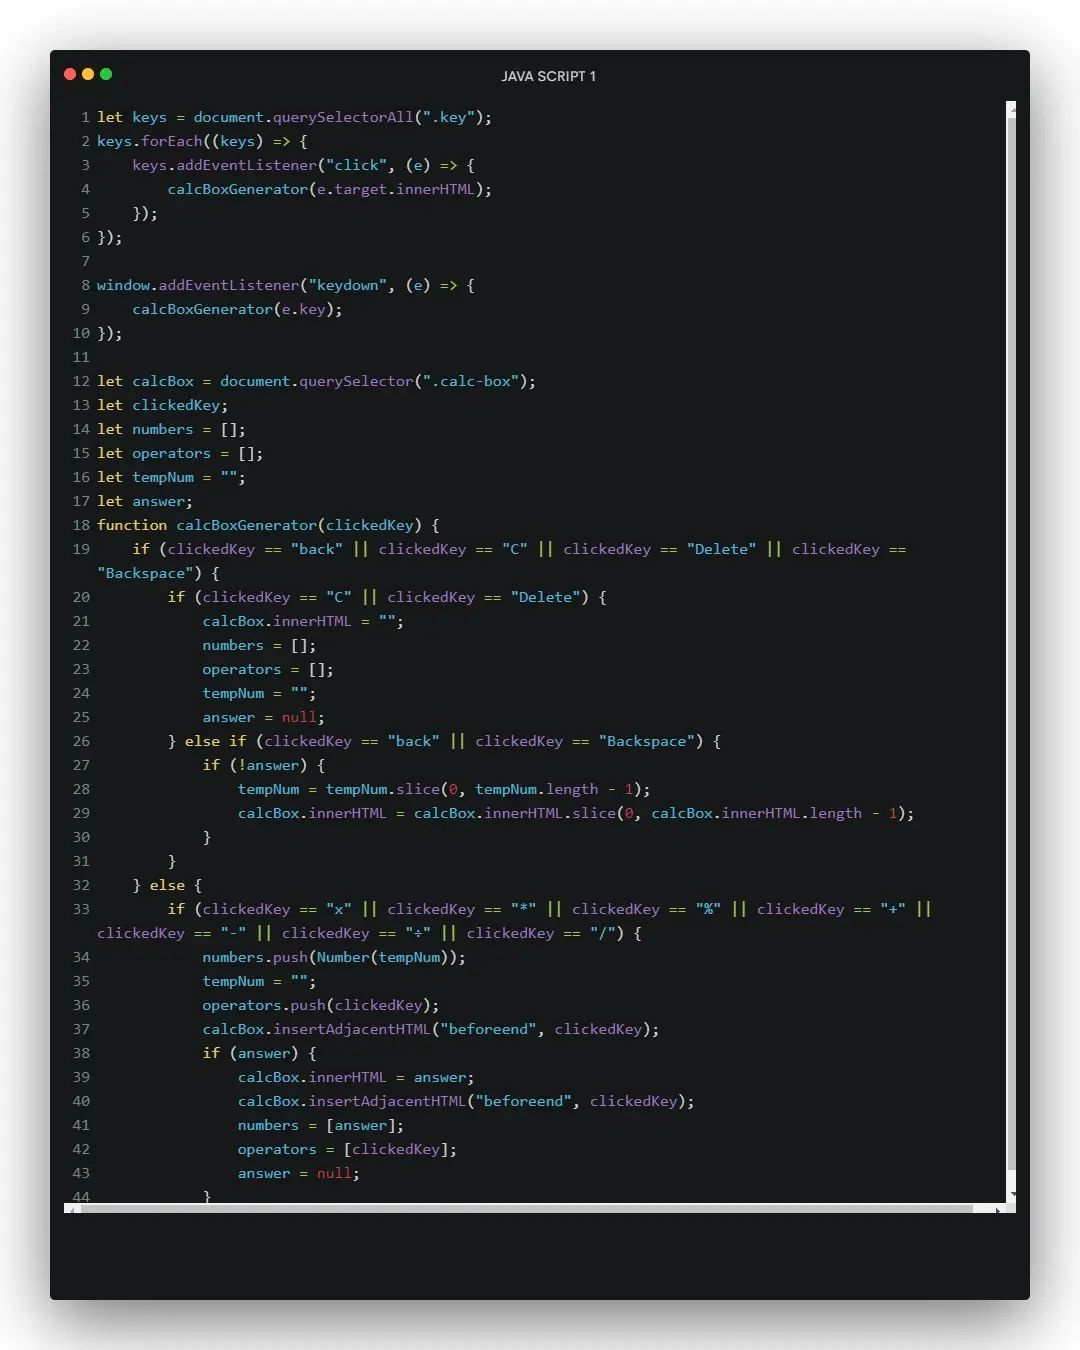 JAVA SCRIPT 1
1 let keys = document.querySelectorAll(".key");
2 keys.forEach((keys) => {
3     keys.addEventListener("click", (e) => {
4         calcBoxGenerator(e.target.innerHTML);
5     });
6 });
7
8 window.addEventListener("keydown", (e) => {
9     calcBoxGenerator(e.key);
10 });
11
12 let calcBox = document.querySelector(".calc-box");
13 let clickedKey;
14 let numbers = [];
15 let operators = [];
16 let tempNum = "";
17 let answer;
18 function calcBoxGenerator(clickedKey) {
19     if (clickedKey == "back" || clickedKey == "C" || clickedKey == "Delete" || clickedKey ==
"Backspace") {
20         if (clickedKey == "C" || clickedKey == "Delete") {
21             calcBox.innerHTML = "";
22             numbers = [];
23             operators = [];
24             tempNum = "";
25             answer = null;
26         } else if (clickedKey == "back" || clickedKey == "Backspace") {
27             if (!answer) {
28                 tempNum = tempNum.slice(0, tempNum.length - 1);
29                 calcBox.innerHTML = calcBox.innerHTML.slice(0, calcBox.innerHTML.length - 1);
30             }
31         }
32     } else {
33         if (clickedKey == "x" || clickedKey == "*" || clickedKey == "%" || clickedKey == "+" ||
clickedKey == "-" || clickedKey == "÷" || clickedKey == "/") {
34             numbers.push(Number(tempNum));
35             tempNum = "";
36             operators.push(clickedKey);
37             calcBox.insertAdjacentHTML("beforeend", clickedKey);
38             if (answer) {
39                 calcBox.innerHTML = answer;
40                 calcBox.insertAdjacentHTML("beforeend", clickedKey);
41                 numbers = [answer];
42                 operators = [clickedKey];
43                 answer = null;
44             }